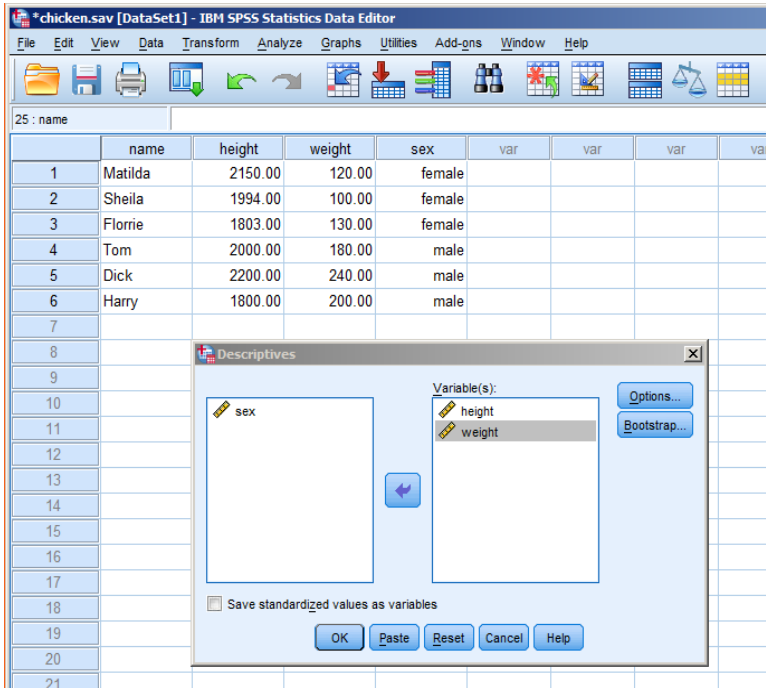 *chicken.sav [DataSet1] - IBM SPSS Statistics Data Editor
File Edit View Data Transform Analyze Graphs Utilities Add-ons Window Help
25 : name
name height weight sex var var var va
1 Matilda 2150.00 120.00 female
2 Sheila 1994.00 100.00 female
3 Florrie 1803.00 130.00 female
4 Tom 2000.00 180.00 male
5 Dick 2200.00 240.00 male
6 Harry 1800.00 200.00 male
7
8
9
10
11
12
13
14
15
16
17
18
19
20
21
Descriptives
Variable(s):
sex
height
weight
Options...
Bootstrap...
Save standardized values as variables
OK Paste Reset Cancel Help